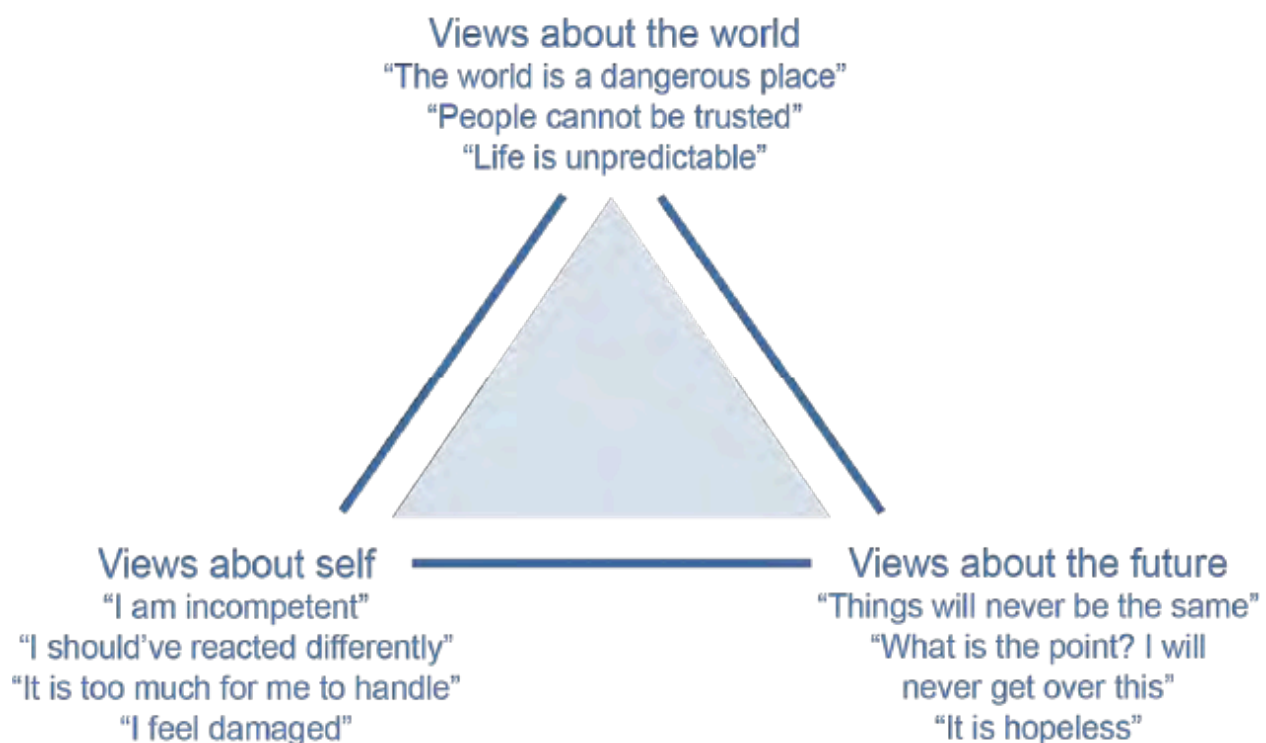 Views about the world
“The world is a dangerous place”
“People cannot be trusted”
“Life is unpredictable”
Views about self
“I am incompetent”
“I should’ve reacted differently”
“It is too much for me to handle”
“I feel damaged”
Views about the future
“Things will never be the same”
“What is the point? I will
never get over this”
“It is hopeless”